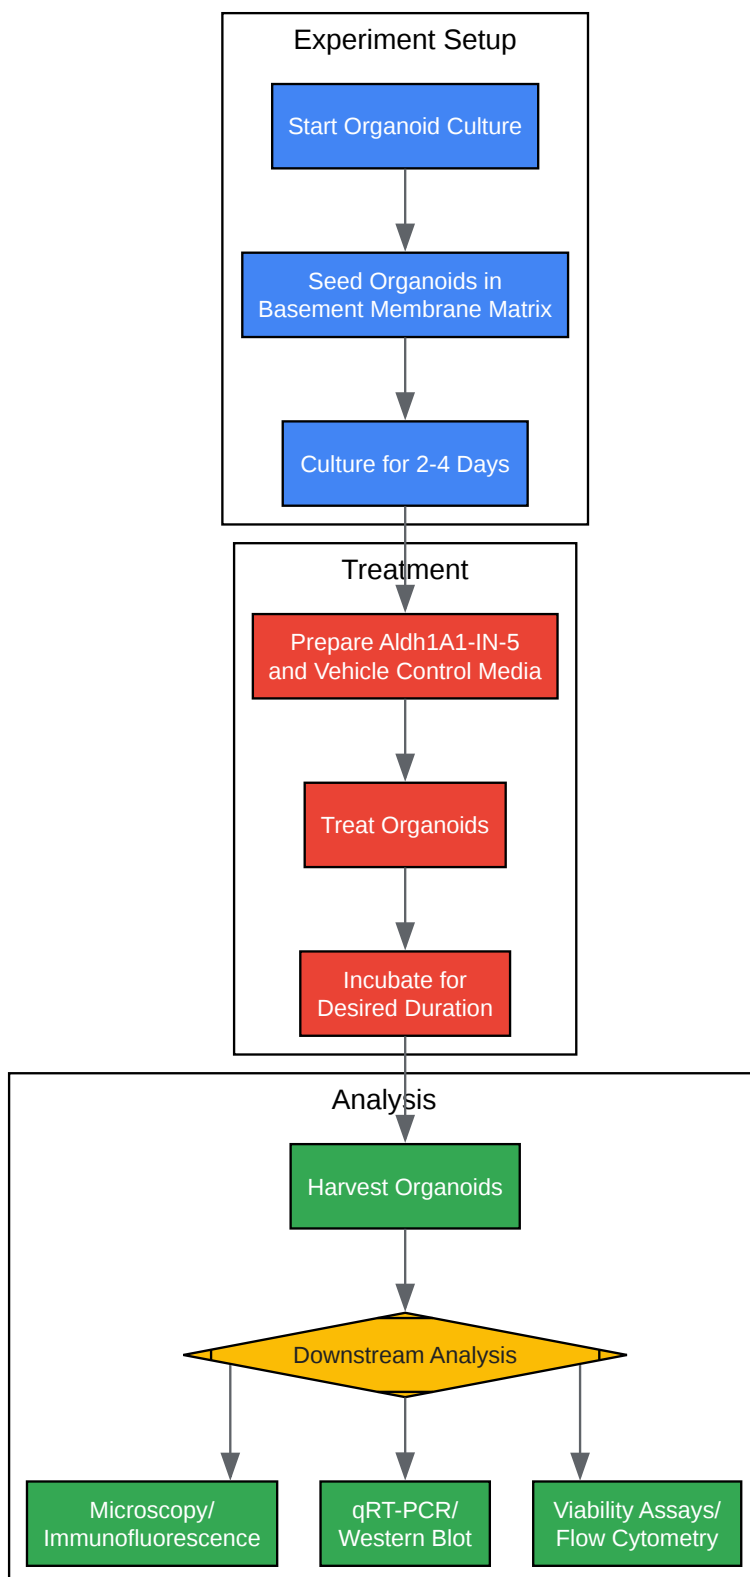 Experiment Setup
Start Organoid Culture
Seed Organoids in
Basement Membrane Matrix
Culture for 2-4 Days
Treatment
Prepare Aldh1A1-IN-5
and Vehicle Control Media
Treat Organoids
Incubate for
Desired Duration
Analysis
Harvest Organoids
Downstream Analysis
Microscopy/
Immunofluorescence
qRT-PCR/
Western Blot
Viability Assays/
Flow Cytometry